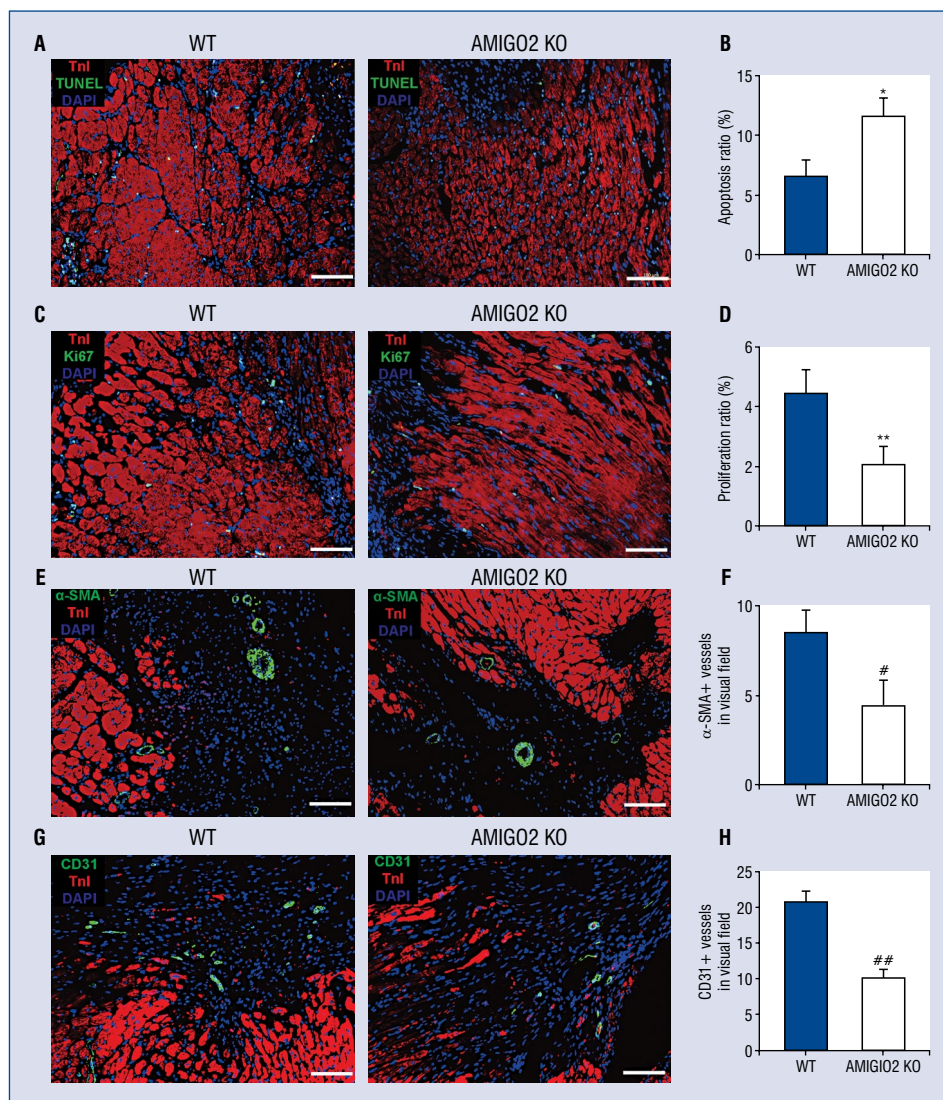 A
WT
AMIGO2 KO
B
TnI
TUNEL
DAPI
TnI
TUNEL
DAPI
Apoptosis ratio (%)
15
10
5
0
*
WT
AMIGO2 KO
C
WT
AMIGO2 KO
D
TnI
Ki67
DAPI
TnI
Ki67
DAPI
Proliferation ratio (%)
6
4
2
0
**
WT
AMIGO2 KO
E
WT
AMIGO2 KO
F
α-SMA
TnI
DAPI
α-SMA
TnI
DAPI
α-SMA+ vessels
in visual field
10
5
0
#
WT
AMIGO2 KO
G
WT
AMIGO2 KO
H
CD31
TnI
DAPI
CD31
TnI
DAPI
CD31+ vessels
in visual field
25
20
15
10
5
0
##
WT
AMIGIO2 KO